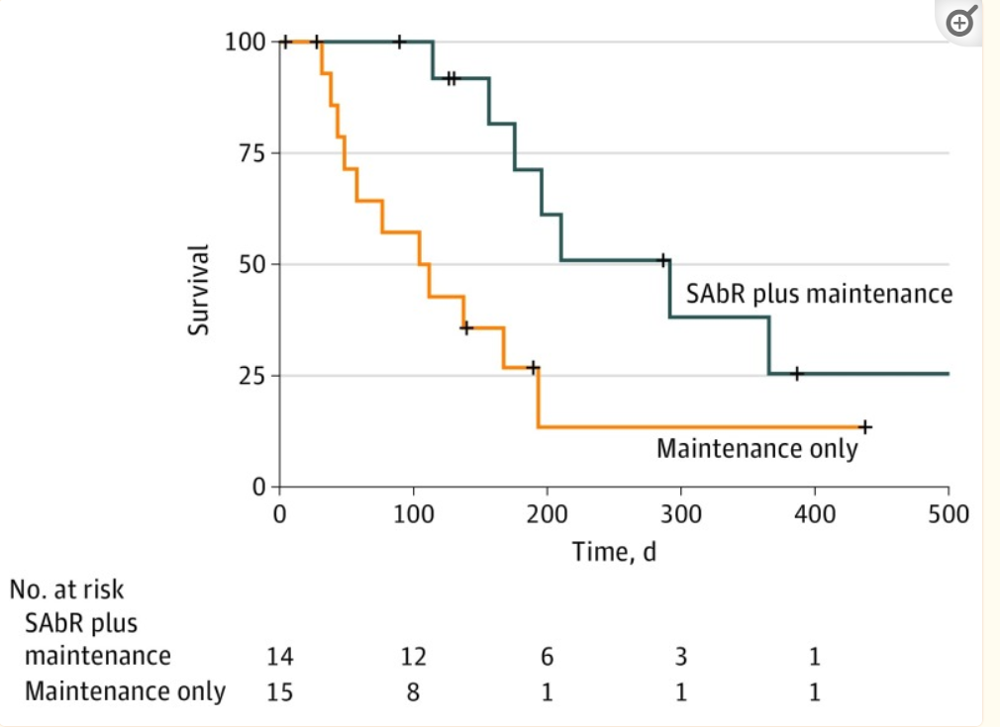 100
75
50
25
0
Survival
SAbR plus maintenance
Maintenance only
0 100 200 300 400 500
Time, d
No. at risk
SAbR plus
maintenance 14 12 6 3 1
Maintenance only 15 8 1 1 1